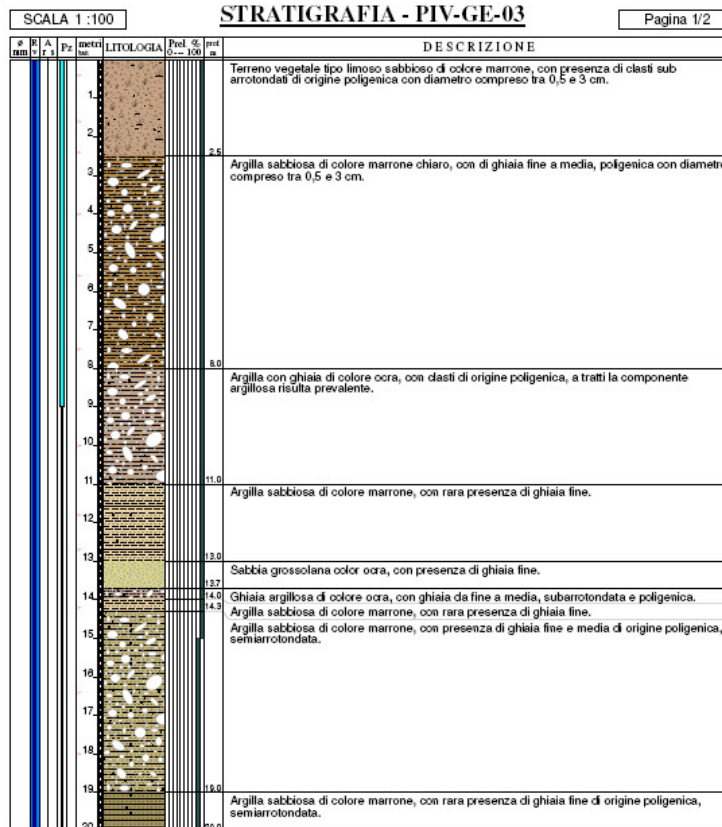 SCALA 1 :100
STRATIGRAFIA - PIV-GE-03
Pagina 1/2
ø mm
R v
A r s
Pz
metri
LITOLOGIA
Prel. % 0--- 100
prof m
DESCRIZIONE
Terreno vegetale tipo limoso sabbioso di colore marrone, con presenza di clasti sub
arrotondati di origine poligenica con diametro compreso tra 0,5 e 3 cm.
1
2
2.5
Argilla sabbiosa di colore marrone chiaro, con di ghiaia fine a media, poligenica con diametro
compreso tra 0,5 e 3 cm.
3
4
5
6
7
8
8.0
Argilla con ghiaia di colore ocra, con clasti di origine poligenica, a tratti la componente
argillosa risulta prevalente.
9
10
11
11.0
Argilla sabbiosa di colore marrone, con rara presenza di ghiaia fine.
12
13
13.0
Sabbia grossolana color ocra, con presenza di ghiaia fine.
13.7
14
14.0
Ghiaia argillosa di colore ocra, con ghiaia da fine a media, subarrotondata e poligenica.
14.3
Argilla sabbiosa di colore marrone, con rara presenza di ghiaia fine.
Argilla sabbiosa di colore marrone, con presenza di ghiaia fine e media di origine poligenica,
semiarrotondata.
15
16
17
18
19
19.0
Argilla sabbiosa di colore marrone, con rara presenza di ghiaia fine di origine poligenica,
semiarrotondata.
20
20.0